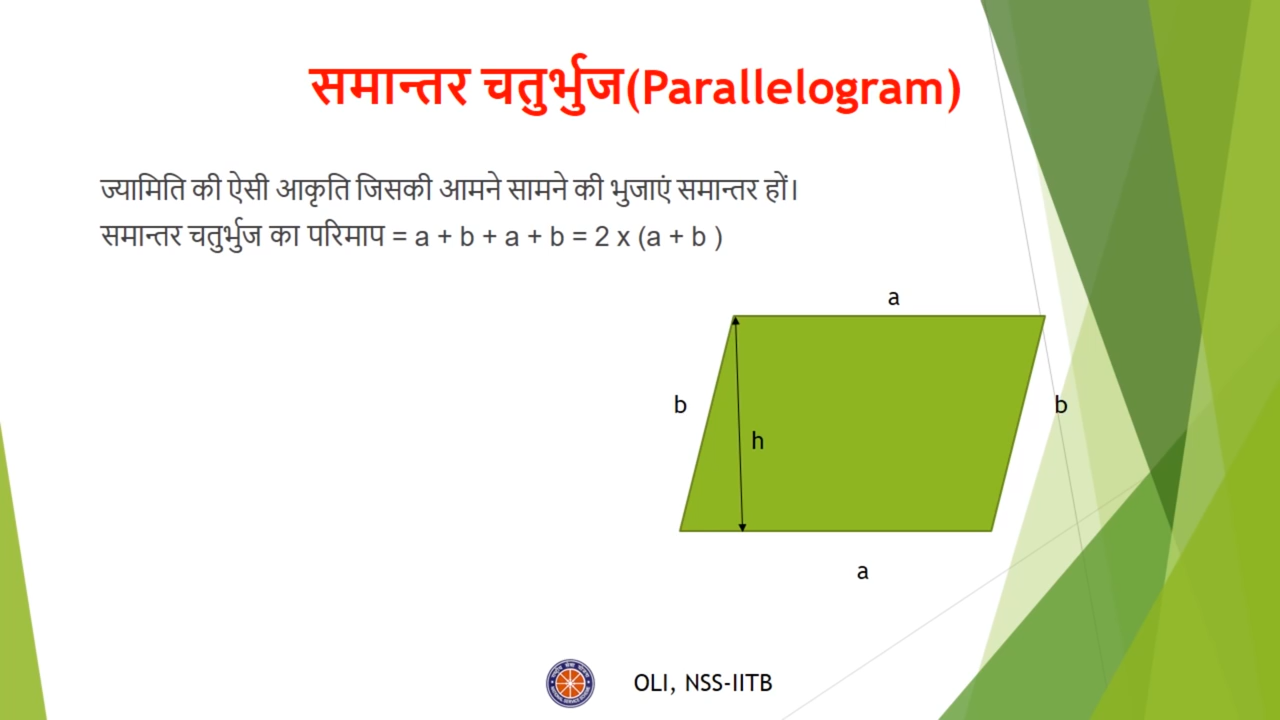 समान्तर चतुर्भुज(Parallelogram)
ज्यामिति की ऐसी आकृति जिसकी आमने सामने की भुजाएं समान्तर हों।
समान्तर चतुर्भुज का परिमाप = a + b + a + b = 2 x (a + b )
a
b
b
h
a
OLI, NSS-IITB